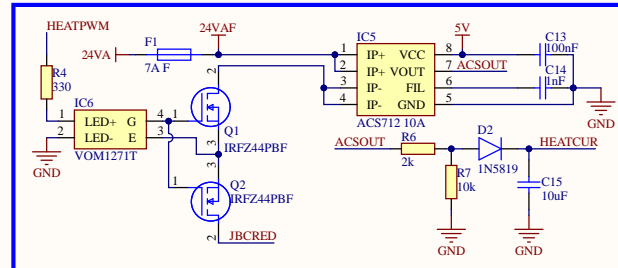 HEATPWM
24VAF
IC5
5V
C13
100nF
24VA
F1
7A F
1 IP+ VCC 8
2 IP+ VOUT 7 ACSOUT
3 IP- FIL 6
4 IP- GND 5
C14
1nF
GND
ACS712 10A
R4
330
2
IC6
1 LED+ G 4
2 LED- E 3
VOM1271T
GND
1
Q1
3
IRFZ44PBF
3
Q2
1
IRFZ44PBF
2
JBCRED
ACSOUT
R6
2k
D2
1N5819
HEATCUR
R7
10k
C15
10uF
GND
GND